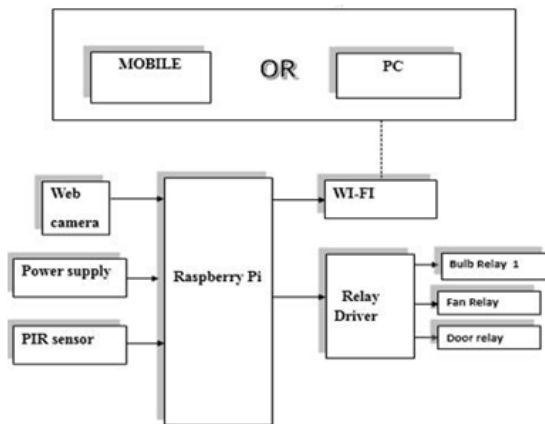 MOBILE
OR
PC
Web
camera
WI-FI
Power supply
Raspberry Pi
Bulb Relay 1
Relay
Driver
Fan Relay
PIR sensor
Door relay